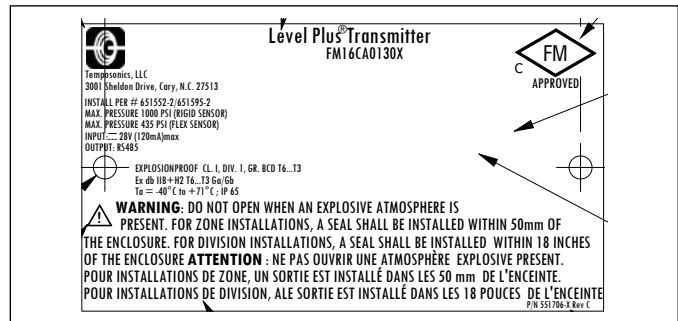 Level Plus® Transmitter
FM16CA0130X
FM
C
APPROVED
Temposonics, LLC
3001 Sheldon Drive, Cary, N.C. 27513
INSTALL PER # 651552-2/651595-2
MAX. PRESSURE 1000 PSI (RIGID SENSOR)
MAX. PRESSURE 435 PSI (FLEX SENSOR)
INPUT: ⎓ 28V (120mA)max
OUTPUT: RS485
EXPLOSIONPROOF CL. I, DIV. 1, GR. BCD T6...T3
Ex db IIB+H2 T6...T3 Ga/Gb
Ta = -40°C to +71°C ; IP 65
WARNING: DO NOT OPEN WHEN AN EXPLOSIVE ATMOSPHERE IS
PRESENT. FOR ZONE INSTALLATIONS, A SEAL SHALL BE INSTALLED WITHIN 50mm OF
THE ENCLOSURE. FOR DIVISION INSTALLATIONS, A SEAL SHALL BE INSTALLED WITHIN 18 INCHES
OF THE ENCLOSURE ATTENTION : NE PAS OUVRIR UNE ATMOSPHÈRE EXPLOSIVE PRESENT.
POUR INSTALLATIONS DE ZONE, UN SORTIE EST INSTALLÉ DANS LES 50 mm DE L'ENCEINTE.
POUR INSTALLATIONS DE DIVISION, ALE SORTIE EST INSTALLÉ DANS LES 18 POUCES DE L'ENCEINTE
P/N 551706-X Rev C